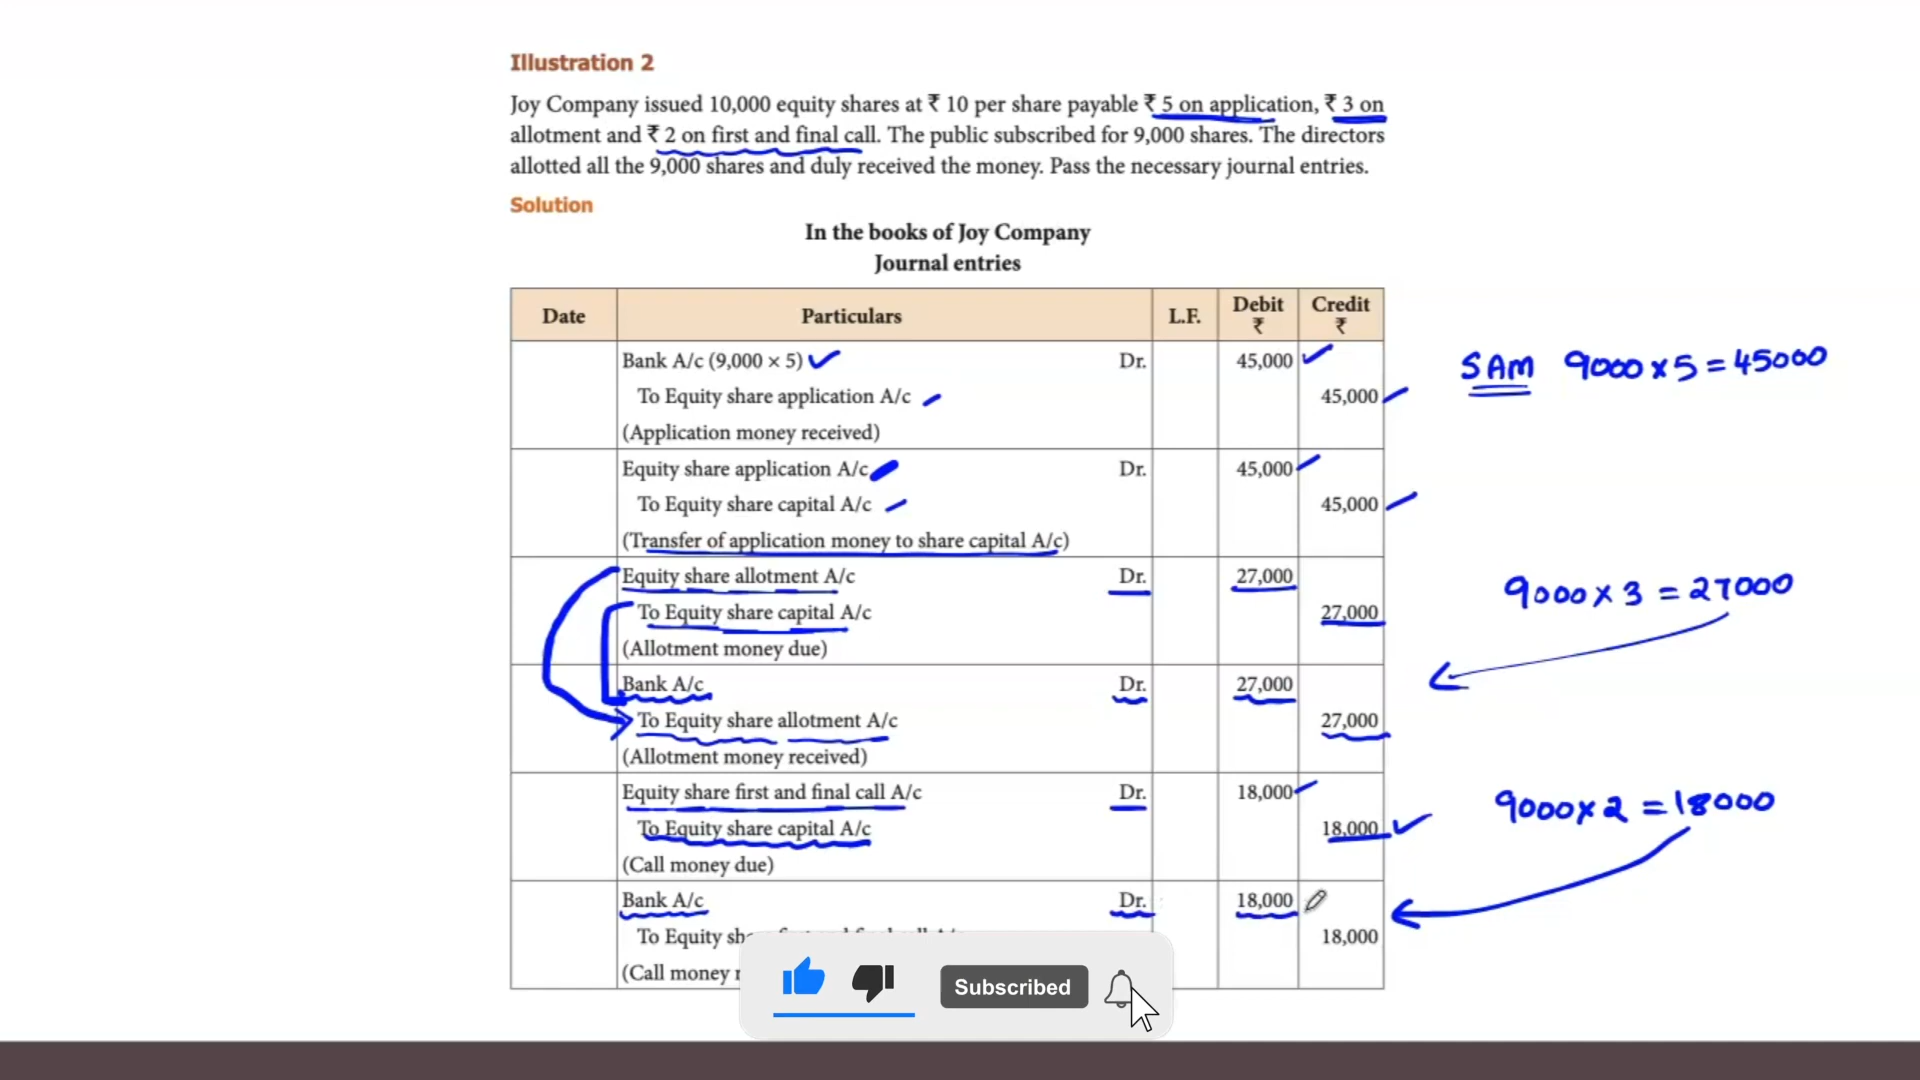 Illustration 2
Joy Company issued 10,000 equity shares at ₹ 10 per share payable ₹ 5 on application, ₹ 3 on
allotment and ₹ 2 on first and final call. The public subscribed for 9,000 shares. The directors
allotted all the 9,000 shares and duly received the money. Pass the necessary journal entries.
Solution
In the books of Joy Company
Journal entries
Date Particulars L.F. Debit ₹ Credit ₹
Bank A/c (9,000 × 5) Dr. 45,000
SAM 9000 × 5 = 45000
To Equity share application A/c 45,000
(Application money received)
Equity share application A/c Dr. 45,000
To Equity share capital A/c 45,000
(Transfer of application money to share capital A/c)
Equity share allotment A/c Dr. 27,000
9000 × 3 = 27000
To Equity share capital A/c 27,000
(Allotment money due)
Bank A/c Dr. 27,000
To Equity share allotment A/c 27,000
(Allotment money received)
Equity share first and final call A/c Dr. 18,000
9000 × 2 = 18000
To Equity share capital A/c 18,000
(Call money due)
Bank A/c Dr. 18,000
To Equity 18,000
(Call money
Subscribed